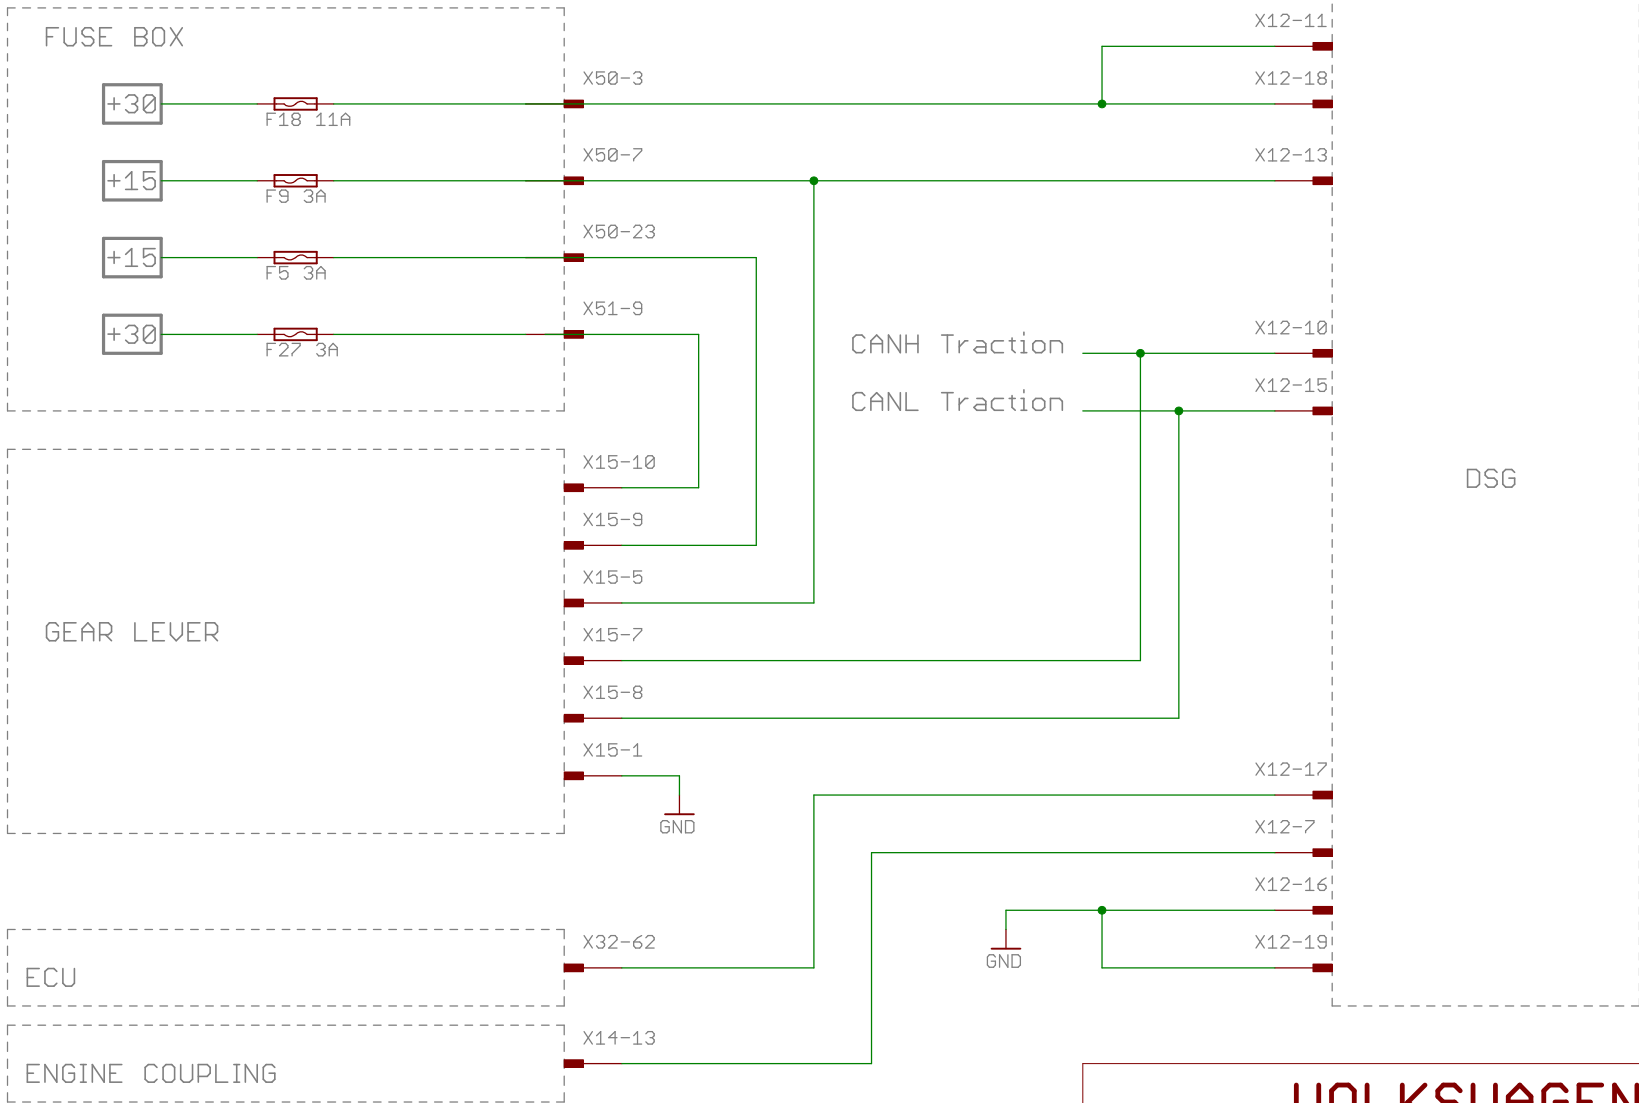 FUSE BOX
+30
F18 11A
X50-3
X12-11
X12-18
+15
F9 3A
X50-7
X12-13
+15
F5 3A
X50-23
+30
F27 3A
X51-9
CANH Traction
X12-10
CANL Traction
X12-15
DSG
GEAR LEVER
X15-10
X15-9
X15-5
X15-7
X15-8
X15-1
GND
X12-17
X12-7
X12-16
X12-19
GND
ECU
X32-62
ENGINE COUPLING
X14-13
VOLKSWAGEN